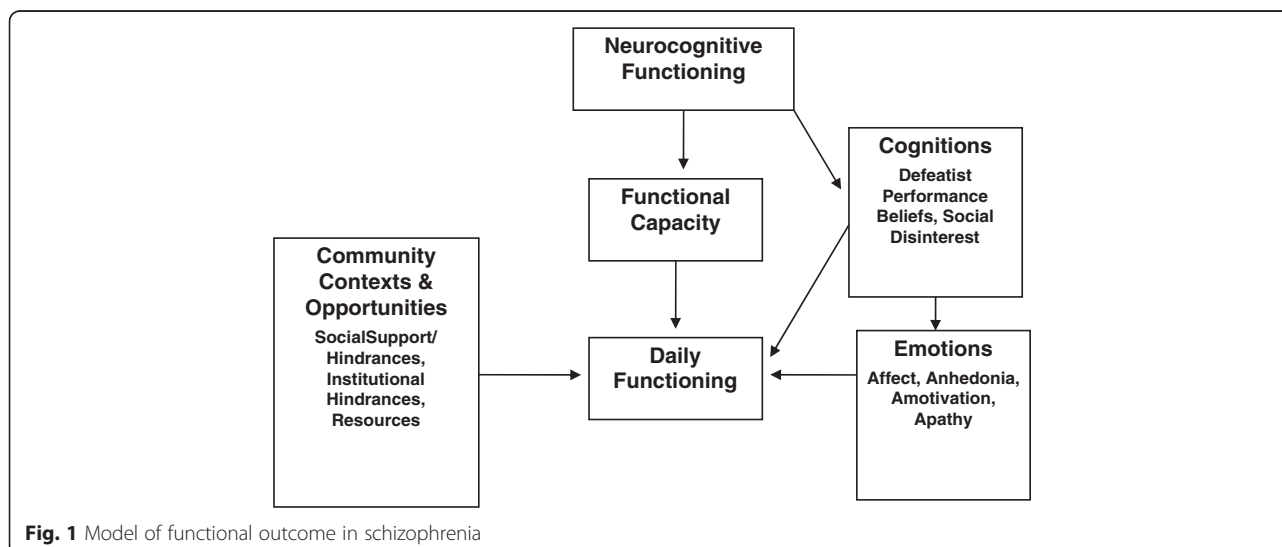 Neurocognitive
Functioning
Cognitions
Defeatist
Performance
Beliefs, Social
Disinterest
Functional
Capacity
Community
Contexts &
Opportunities
SocialSupport/
Hindrances,
Institutional
Hindrances,
Resources
Daily
Functioning
Emotions
Affect, Anhedonia,
Amotivation,
Apathy
Fig. 1 Model of functional outcome in schizophrenia